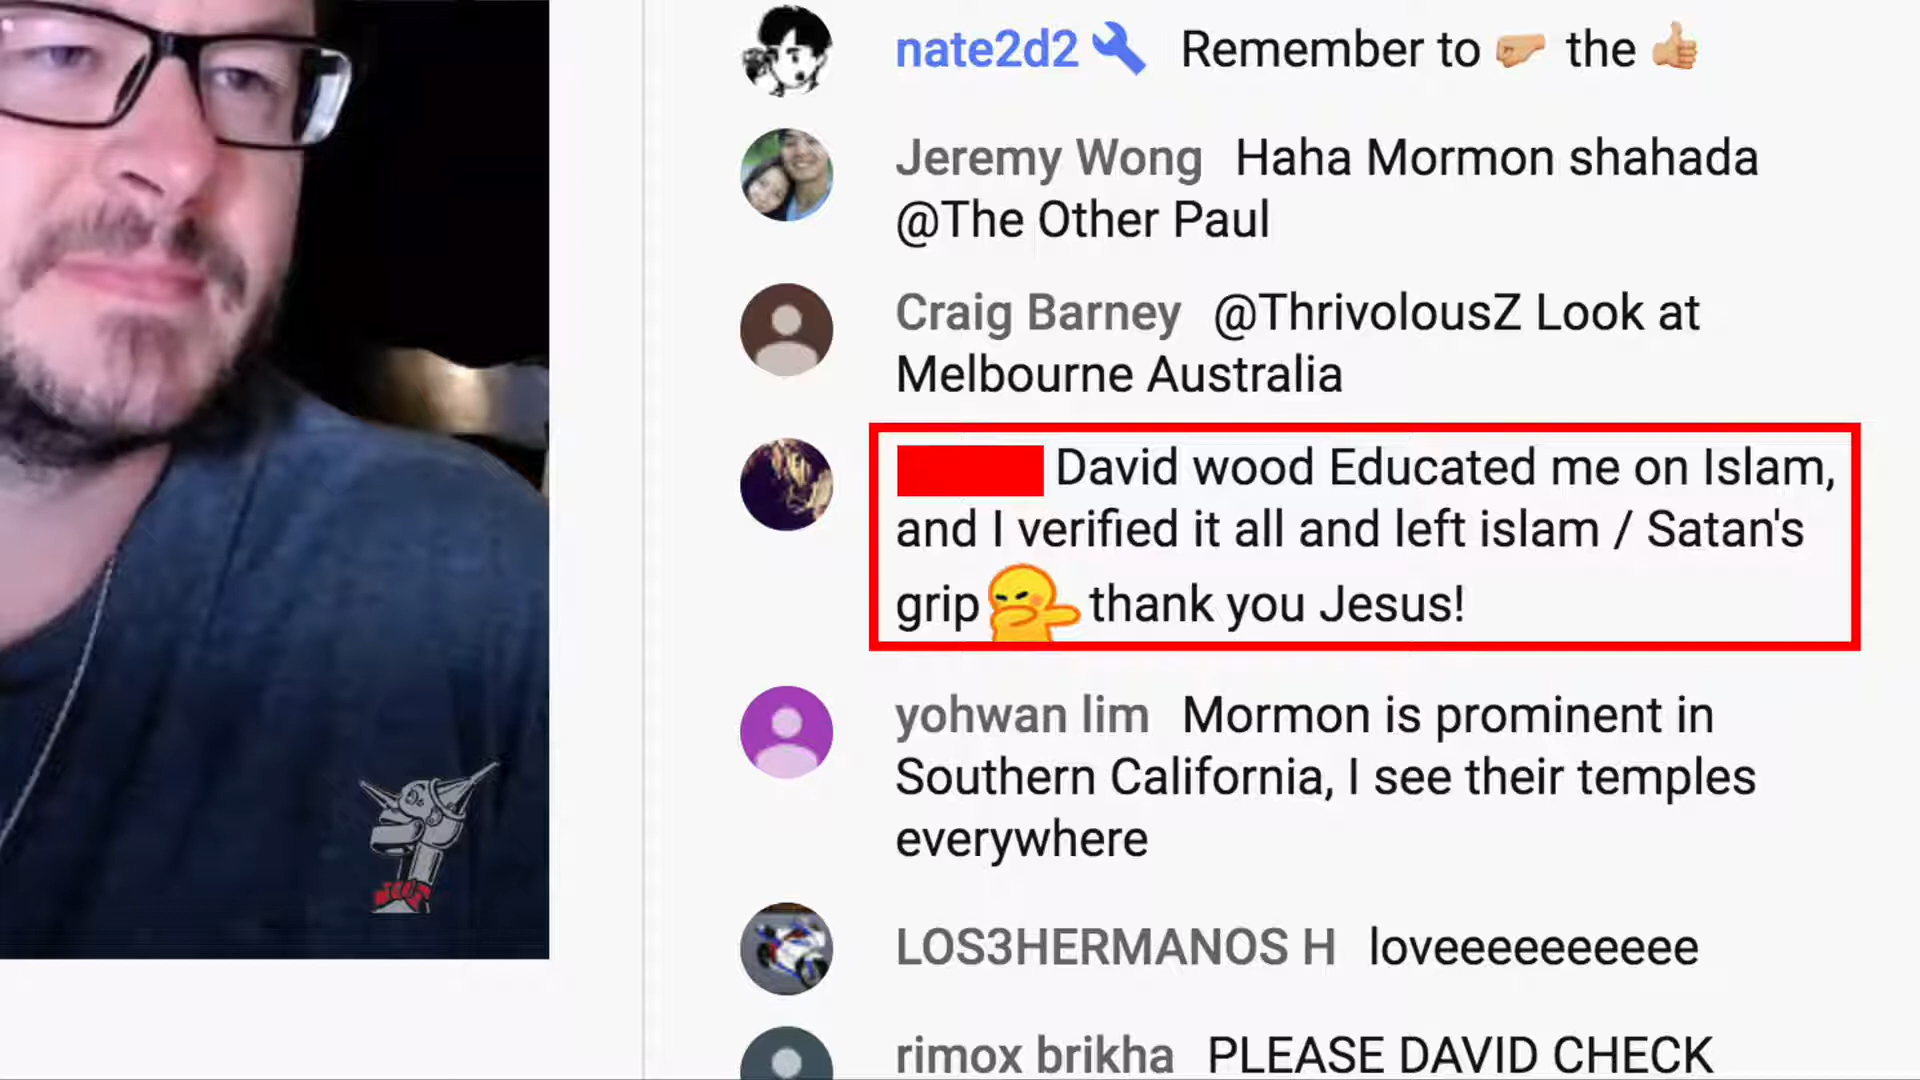 nate2d2 Remember to 🤛🏼 the 👍🏼
Jeremy Wong Haha Mormon shahada
@The Other Paul
Craig Barney @ThrivolousZ Look at
Melbourne Australia
David wood Educated me on Islam,
and I verified it all and left islam / Satan's
grip thank you Jesus!
yohwan lim Mormon is prominent in
Southern California, I see their temples
everywhere
LOS3HERMANOS H loveeeeeeeeeee
rimox brikha PLEASE DAVID CHECK